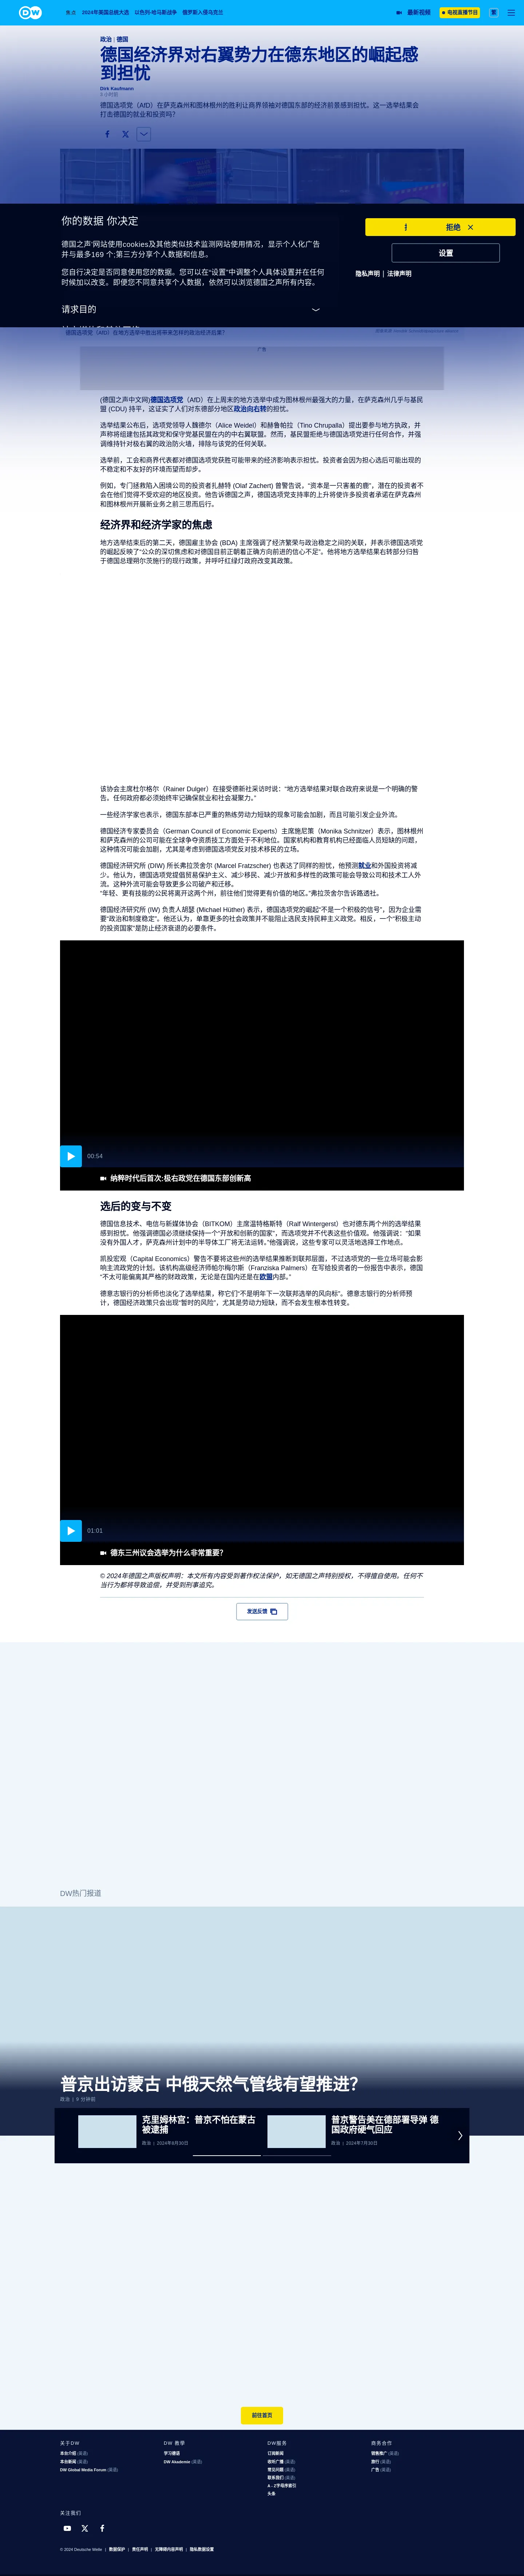 DW
焦点 2024年美国总统大选 以色列-哈马斯战争 俄罗斯入侵乌克兰
最新视频
电视直播节目
繁
政治 | 德国
德国经济界对右翼势力在德东地区的崛起感
到担忧
Dirk Kaufmann
德国选项党（AfD）在萨克森州和图林根州的胜利让商界领袖对德国东部的经济前景感到担忧。这一选举结果会
打击德国的就业和投资吗？
你的数据 你决定
德国之声'网站使用cookies及其他类似技术监测网站使用情况，显示个人化广告
并与最多169 个;第三方分享个人数据和信息。
您自行决定是否同意使用您的数据。您可以在"设置"中调整个人具体设置并在任何
时候加以改变。即便您不同意共享个人数据，依然可以浏览德国之声所有内容。
请求目的
拒绝
设置
隐私声明 | 法律声明
德国选项党（AfD）在地方选举中胜出将带来怎样的政治经济后果？
广告
(德国之声中文网)德国选项党（AfD）在上周末的地方选举中成为图林根州最强大的力量，在萨克森州几乎与基民
盟 (CDU) 持平，这证实了人们对东德部分地区政治向右转的担忧。
选举结果公布后，选项党领导人魏德尔（Alice Weidel）和赫鲁帕拉（Tino Chrupalla）提出要参与地方执政，并
声称将组建包括其政党和保守党基民盟在内的中右翼联盟。然而，基民盟拒绝与德国选项党进行任何合作，并强
调维持针对极右翼的政治防火墙，排除与该党的任何关联。
选举前，工会和商界代表都对德国选项党获胜可能带来的经济影响表示担忧。投资者会因为担心选后可能出现的
不稳定和不友好的环境而望而却步。
例如，专门拯救陷入困境公司的投资者扎赫特 (Olaf Zachert) 曾警告说，"资本是一只害羞的鹿"，潜在的投资者不
会在他们觉得不受欢迎的地区投资。他告诉德国之声，德国选项党支持率的上升将使许多投资者承诺在萨克森州
和图林根州开展新业务之前三思而后行。
经济界和经济学家的焦虑
地方选举结束后的第二天，德国雇主协会 (BDA) 主席强调了经济繁荣与政治稳定之间的关联，并表示德国选项党
的崛起反映了"公众的深切焦虑和对德国目前正朝着正确方向前进的信心不足"。他将地方选举结果右转部分归咎
于德国总理朔尔茨施行的现行政策，并呼吁红绿灯政府改变其政策。
该协会主席杜尔格尔（Rainer Dulger）在接受德新社采访时说："地方选举结果对联合政府来说是一个明确的警
告。任何政府都必须始终牢记确保就业和社会凝聚力。"
一些经济学家也表示，德国东部本已严重的熟练劳动力短缺的现象可能会加剧，而且可能引发企业外流。
德国经济专家委员会（German Council of Economic Experts）主席施尼策（Monika Schnitzer）表示，图林根州
和萨克森州的公司可能在全球争夺资质技工方面处于不利地位。国家机构和教育机构已经面临人员短缺的问题，
这种情况可能会加剧，尤其是考虑到德国选项党反对技术移民的立场。
德国经济研究所 (DIW) 所长弗拉茨舍尔 (Marcel Fratzscher) 也表达了同样的担忧，他预测就业和外国投资将减
少。他认为，德国选项党提倡贸易保护主义、减少移民、减少开放和多样性的政策可能会导致公司和技术工人外
流。这种外流可能会导致更多公司破产和迁移。
"年轻、更有技能的公民将离开这两个州，前往他们觉得更有价值的地区。"弗拉茨舍尔告诉路透社。
德国经济研究所 (IW) 负责人胡瑟 (Michael Hüther) 表示，德国选项党的崛起"不是一个积极的信号"，因为企业需
要"政治和制度稳定"。他还认为，单靠更多的社会政策并不能阻止选民支持民粹主义政党。相反，一个"积极主动
的投资国家"是防止经济衰退的必要条件。
00:54
纳粹时代后首次:极右政党在德国东部创新高
选后的变与不变
德国信息技术、电信与新媒体协会（BITKOM）主席温特格斯特（Ralf Wintergerst）也对德东两个州的选举结果
感到担忧。他强调德国必须继续保持一个"开放和创新的国家"，而选项党并不代表这些价值观。他强调说："如果
没有外国工人才，萨克森州计划中的半导体工厂将无法运转。"他强调说，这些专家可以灵活地选择工作地点。
凯投宏观（Capital Economics）警告不要将这些州的选举结果推断到联邦层面，不过选项党的一些立场可能会影
响主流政党的计划。该机构高级经济师帕尔梅尔斯（Franziska Palmers）在写给投资者的一份报告中表示，德国
"不太可能偏离其严格的财政政策，无论是在国内还是在欧盟内部。"
德意志银行的分析师也淡化了选举结果，称它们"不是明年下一次联邦选举的风向标"。德意志银行的分析师预
计，德国经济政策只会出现"暂时的风险"，尤其是劳动力短缺，而不会发生根本性转变。
01:01
德东三州议会选举为什么非常重要？
© 2024年德国之声版权声明：本文所有内容受到著作权法保护，如无德国之声特别授权，不得擅自使用。任何不
当行为都将导致追偿，并受到刑事追究。
发送反馈
DW热门报道
普京出访蒙古 中俄天然气管线有望推进？
政治 | 9 分钟前
克里姆林宫：普京不怕在蒙古
被逮捕
政治 | 2024年8月30日
普京警告美在德部署导弹 德
国政府硬气回应
政治 | 2024年7月30日
前往首页
关于DW
本台介绍 (英语)
本台新闻 (英语)
DW Global Media Forum (英语)
DW 教学
学习德语
DW Akademie (英语)
DW服务
订阅新闻
收听广播 (英语)
常见问题 (英语)
联系我们 (英语)
A - Z字母序索引
头条
商务合作
销售推广 (英语)
旅行 (英语)
广告 (英语)
关注我们
© 2024 Deutsche Welle | 数据保护 | 责任声明 | 无障碍内容声明 | 隐私数据设置